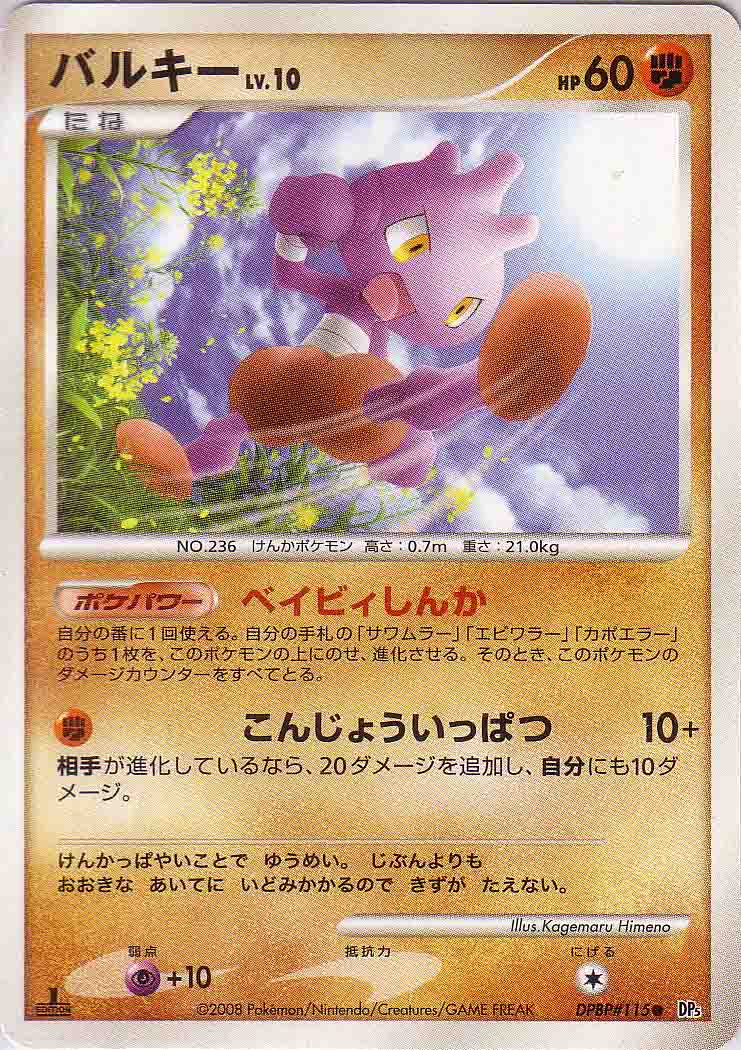 バルキー LV.10 HP60
たね
NO.236 けんかポケモン 高さ：0.7m 重さ：21.0kg
ポケパワー ベイビィしんか
自分の番に1回使える。自分の手札の「サワムラー」「エビワラー」「カポエラー」
のうち1枚を、このポケモンの上にのせ、進化させる。そのとき、このポケモンの
ダメージカウンターをすべてとる。
こんじょういっぱつ 10+
相手が進化しているなら、20ダメージを追加し、自分にも10ダ
メージ。
けんかっぱやいことで ゆうめい。 じぶんよりも
おおきな あいてに いどみかかるので きずが たえない。
Illus.Kagemaru Himeno
弱点 抵抗力 にげる
+10
1 EDITION ©2008 Pokémon/Nintendo/Creatures/GAME FREAK DPBP#115● DP5